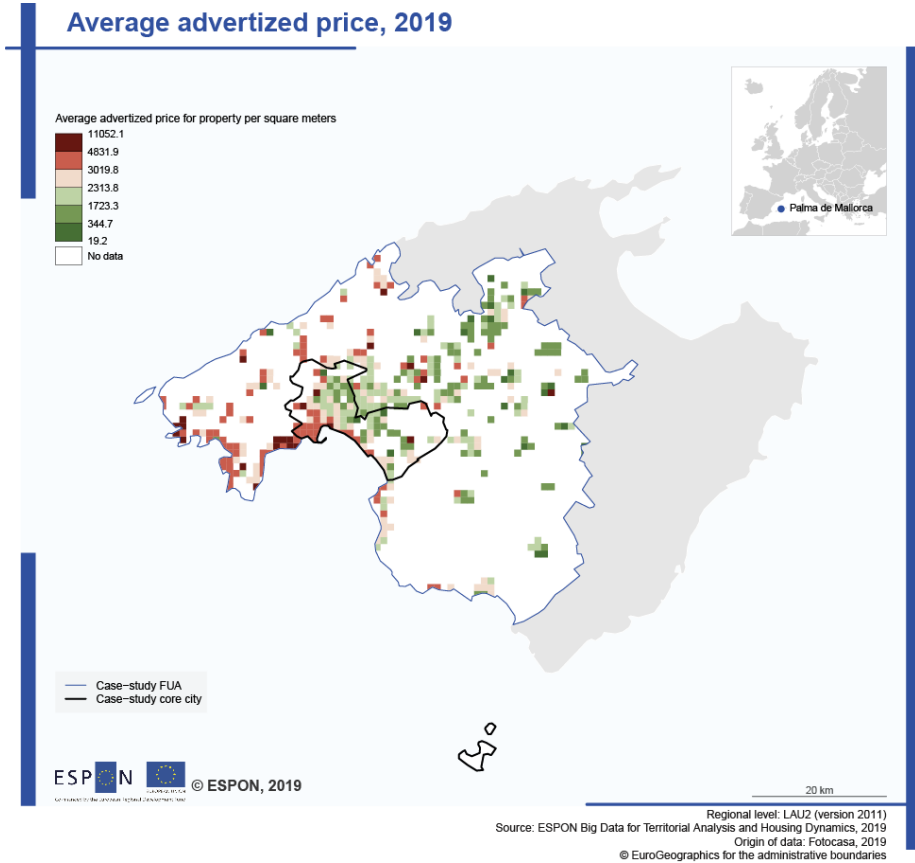 Average advertized price, 2019
Average advertized price for property per square meters
11052.1
4831.9
3019.8
2313.8
1723.3
344.7
19.2
No data
Palma de Mallorca
Case−study FUA
Case−study core city
ESPON
© ESPON, 2019
20 km
Regional level: LAU2 (version 2011)
Source: ESPON Big Data for Territorial Analysis and Housing Dynamics, 2019
Origin of data: Fotocasa, 2019
© EuroGeographics for the administrative boundaries